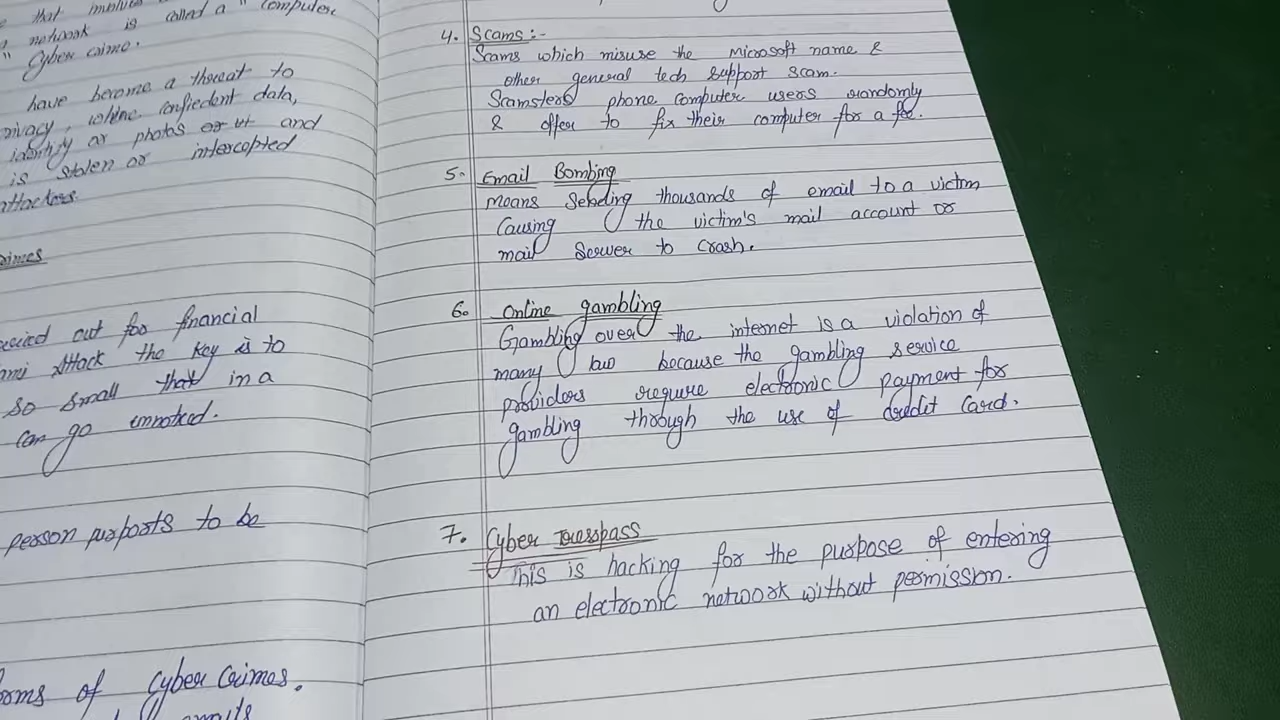 that involves
network is called a " computer
" Cyber crime.
have become a threat to
privacy, when confiedent data,
identity or photos or ut and
is stolen or intercepted
attackers.
out for financial
Attack the key is to
so small that in a
can go unnoticed.
person purports to be
of Cyber Crimes.
4. Scams :-
Scams which misuse the Microsoft name &
other general tech support scam.
Scamsters phone computer users randomly
& offer to fix their computer for a fee.
5. Email Bombing
Means Sending thousands of email to a victim
Causing the victim's mail account or
mail Server to Crash.
6. Online gambling
Gambling over the internet is a violation of
many law because the gambling service
providers require electronic payment for
gambling through the use of credit Card.
7. Cyber Tresspass
This is hacking for the purpose of entering
an electronic network without permission.